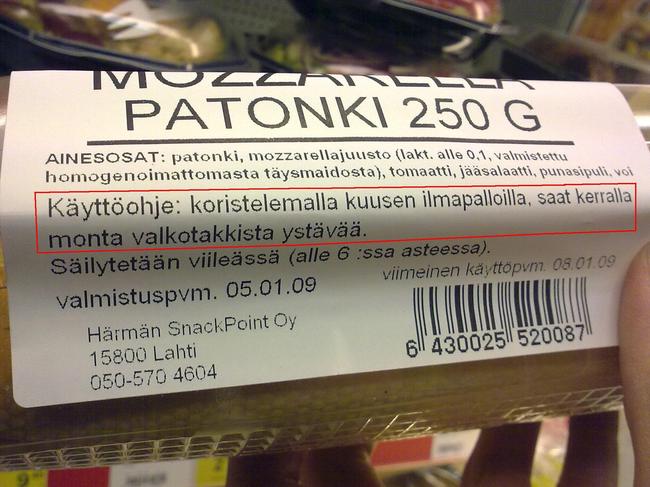 MOZZARELLA
PATONKI 250 G
AINESOSAT: patonki, mozzarellajuusto (lakt. alle 0,1, valmistettu
homogenoimattomasta täysmaidosta), tomaatti, jääsalaatti, punasipuli, voi
Käyttöohje: koristelemalla kuusen ilmapalloilla, saat kerralla
monta valkotakkista ystävää.
Säilytetään viileässä (alle 6 :ssa asteessa).
viimeinen käyttöpvm. 08.01.09
valmistuspvm. 05.01.09
Härmän SnackPoint Oy
15800 Lahti
050-570 4604
6 430025 520087